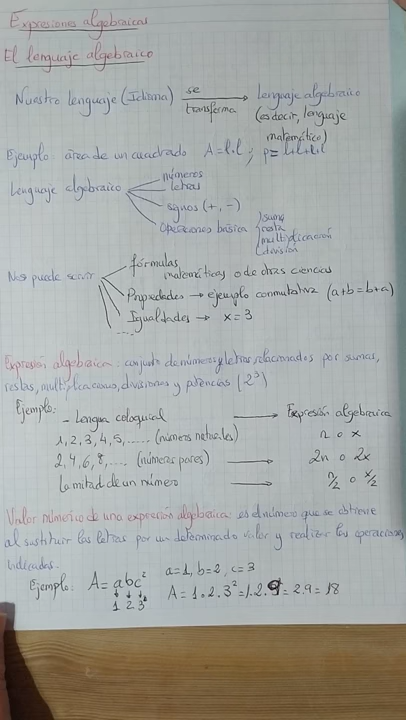 Expresiones algebraicas
El lenguaje algebraico
Nuestro lenguaje (Idioma) se transforma Lenguaje algebraico
(es decir, lenguaje
matemático)
Ejemplo: área de un cuadrado A = l·l ; p = l+l+l+l
Lenguaje algebraico
números
letras
signos (+, -)
operaciones básica
suma
resta
multiplicación
división
Nos puede servir
fórmulas
matemáticas o de otras ciencias
Propiedades → ejemplo conmutativa (a+b=b+a)
Igualdades → x=3
Expresión algebraica: conjunto de números y letras relacionados por sumas,
restas, multiplicaciones, divisiones y potencias (2³)
Ejemplo:
- Lengua coloquial → Expresión algebraica
1, 2, 3, 4, 5, ..... (números naturales) n o x
2, 4, 6, 8, .... (números pares) → 2n o 2x
La mitad de un número → n/2 o x/2
Valor númerico de una expresión algebraica: es el número que se obtiene
al sustituir las letras por un determinado valor y realizar las operaciones
indicadas.
Ejemplo: A = abc² a=1, b=2, c=3
1 2 3² A = 1·2·3² = 1·2·9 = 2·9 = 18